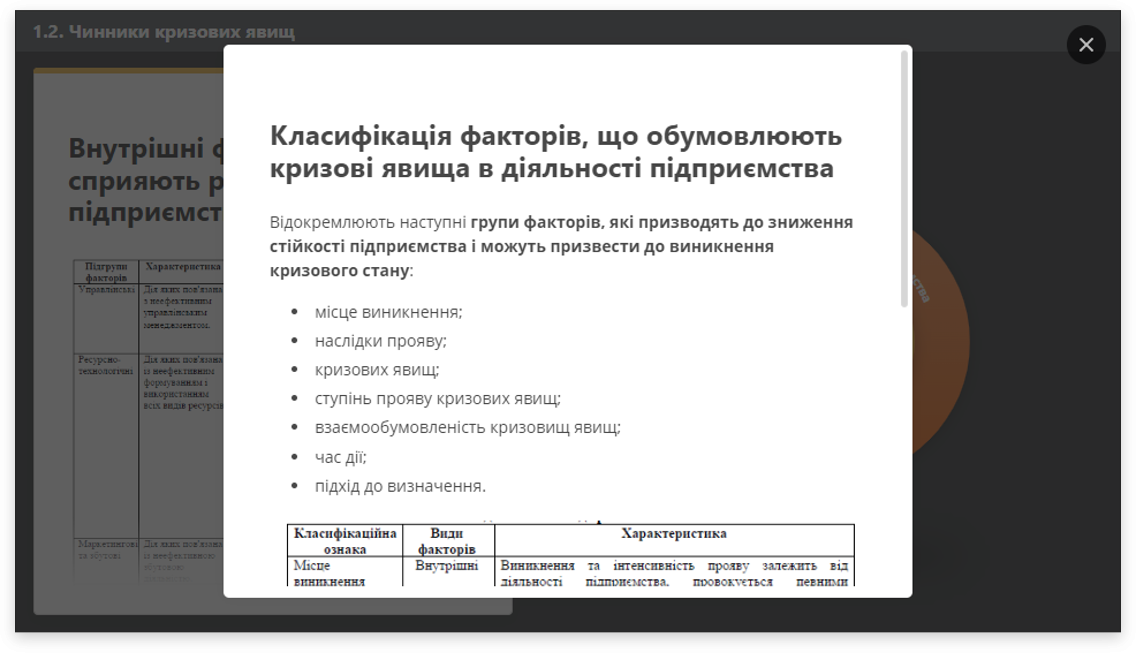 1.2. Чинники кризових явищ
Внутрішні ф
сприяють р
підприємст
Підгрупи
факторів
Характеристика
Управлінські
Дія яких пов'язана
з неефективним
управлінським
менеджментом.
Ресурсно-
технологічні
Дія яких пов'язана
із неефективним
формуванням і
використанням
всіх видів ресурсів
Маркетингові
та збутові
Дія яких пов'язана
із неефективною
збутовою
Класифікація факторів, що обумовлюють
кризові явища в діяльності підприємства
Відокремлюють наступні групи факторів, які призводять до зниження
стійкості підприємства і можуть призвести до виникнення
кризового стану:
• місце виникнення;
• наслідки прояву;
• кризових явищ;
• ступінь прояву кризових явищ;
• взаємообумовленість кризовищ явищ;
• час дії;
• підхід до визначення.
Класифікаційна
ознака
Види
факторів
Характеристика
Місце
виникнення
Внутрішні
Виникнення та інтенсивність прояву залежить від
діяльності підприємства, провокується певними
ства